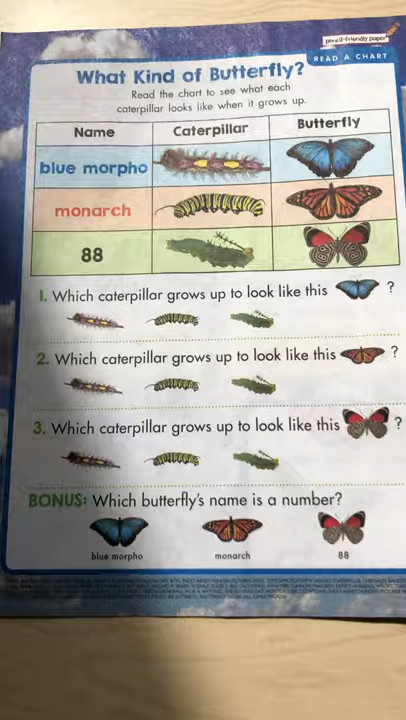 pencil-friendly paper
READ A CHART
What Kind of Butterfly?
Read the chart to see what each
caterpillar looks like when it grows up.
Name Caterpillar Butterfly
blue morpho
monarch
88
1. Which caterpillar grows up to look like this ?
2. Which caterpillar grows up to look like this ?
3. Which caterpillar grows up to look like this ?
BONUS: Which butterfly's name is a number?
blue morpho monarch 88